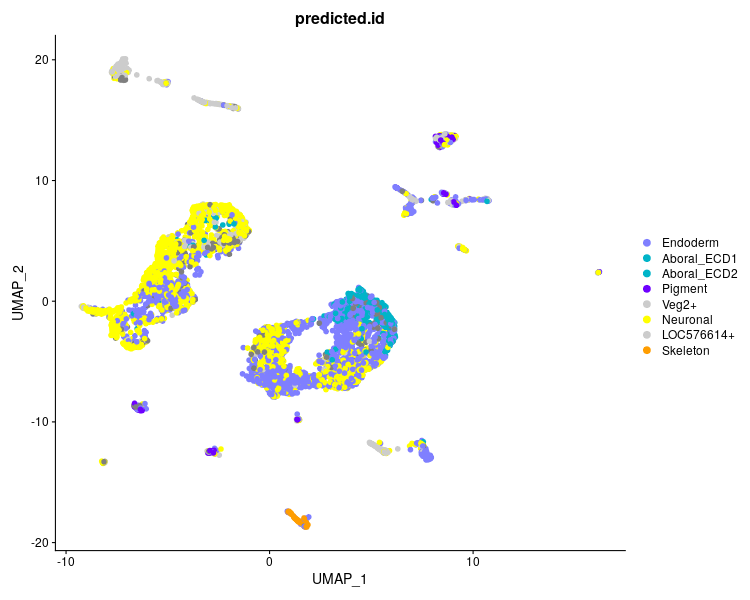 predicted.id
20
10
0
-10
-20
UMAP_2
-10
0
10
UMAP_1
Endoderm
Aboral_ECD1
Aboral_ECD2
Pigment
Veg2+
Neuronal
LOC576614+
Skeleton